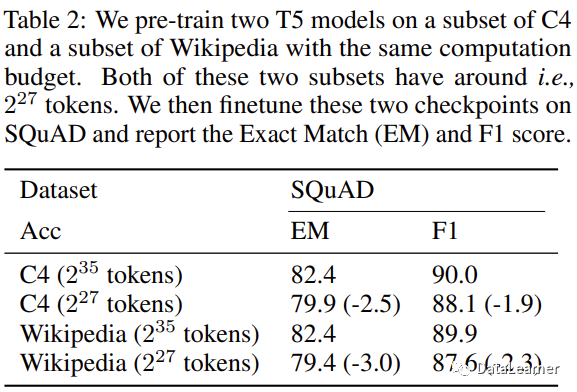 Table 2: We pre-train two T5 models on a subset of C4
and a subset of Wikipedia with the same computation
budget. Both of these two subsets have around i.e.,
2^27 tokens. We then finetune these two checkpoints on
SQuAD and report the Exact Match (EM) and F1 score.
Dataset SQuAD
Acc EM F1
C4 (2^35 tokens) 82.4 90.0
C4 (2^27 tokens) 79.9 (-2.5) 88.1 (-1.9)
Wikipedia (2^35 tokens) 82.4 89.9
Wikipedia (2^27 tokens) 79.4 (-3.0) 87.6 (-2.3)
DataLearner